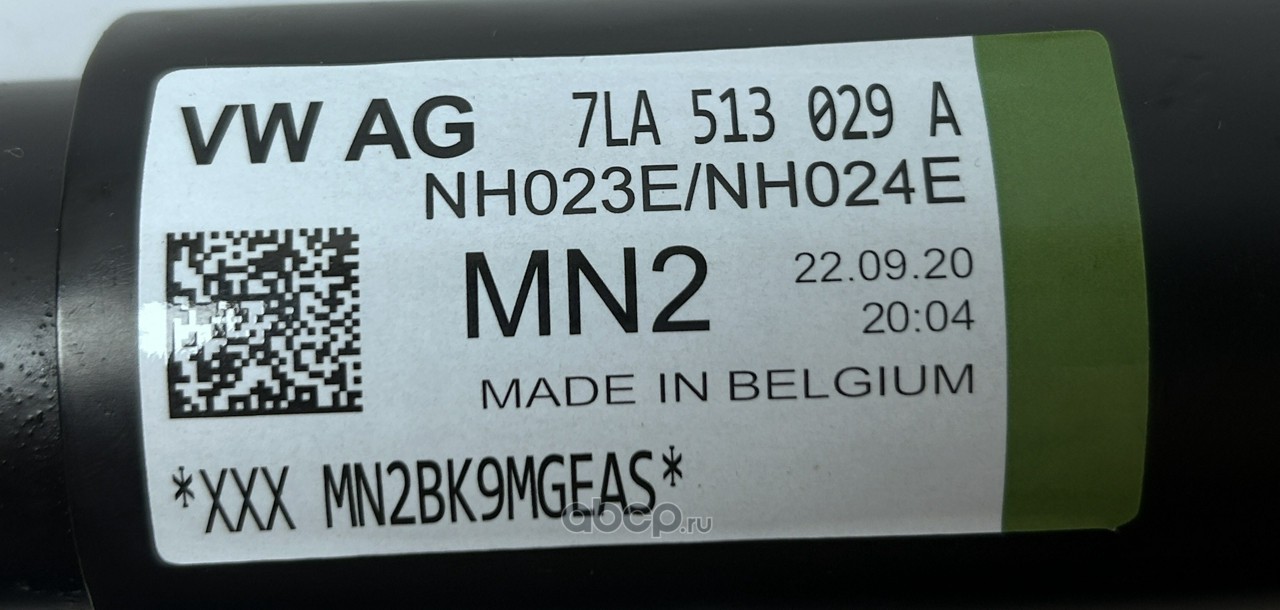 VW AG 7LA 513 029 A
NH023E/NH024E
MN2 22.09.20
20:04
MADE IN BELGIUM
*XXX MN2BK9MGEAS*
abcp.ru